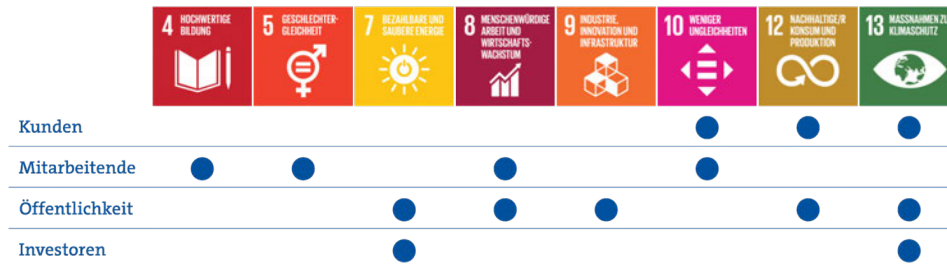 4 HOCHWERTIGE
BILDUNG
5 GESCHLECHTER-
GLEICHHEIT
7 BEZAHLBARE UND
SAUBERE ENERGIE
8 MENSCHENWÜRDIGE
ARBEIT UND
WIRTSCHAFTS-
WACHSTUM
9 INDUSTRIE,
INNOVATION UND
INFRASTRUKTUR
10 WENIGER
UNGLEICHHEITEN
12 NACHHALTIGE/R
KONSUM UND
PRODUKTION
13 MASSNAHMEN ZUM
KLIMASCHUTZ
Kunden
Mitarbeitende
Öffentlichkeit
Investoren